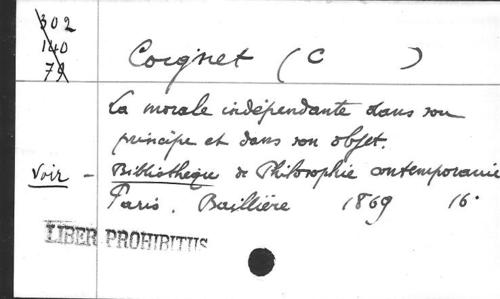 302
140
79
Coignet (C )
La morale indépendante dans son
principe et dans son objet.
Voir - Bibliothèque de Philosophie contemporaine
Paris. Baillière 1869 16°
LIBER PROHIBITUS